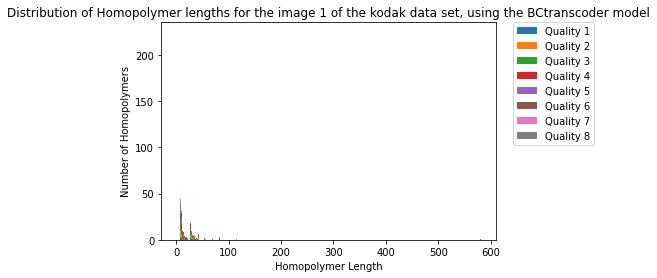 Distribution of Homopolymer lengths for the image 1 of the kodak data set, using the BCtranscoder model
Quality 1
Quality 2
Quality 3
Quality 4
Quality 5
Quality 6
Quality 7
Quality 8
Number of Homopolymers
200
150
100
50
0
0 100 200 300 400 500 600
Homopolymer Length